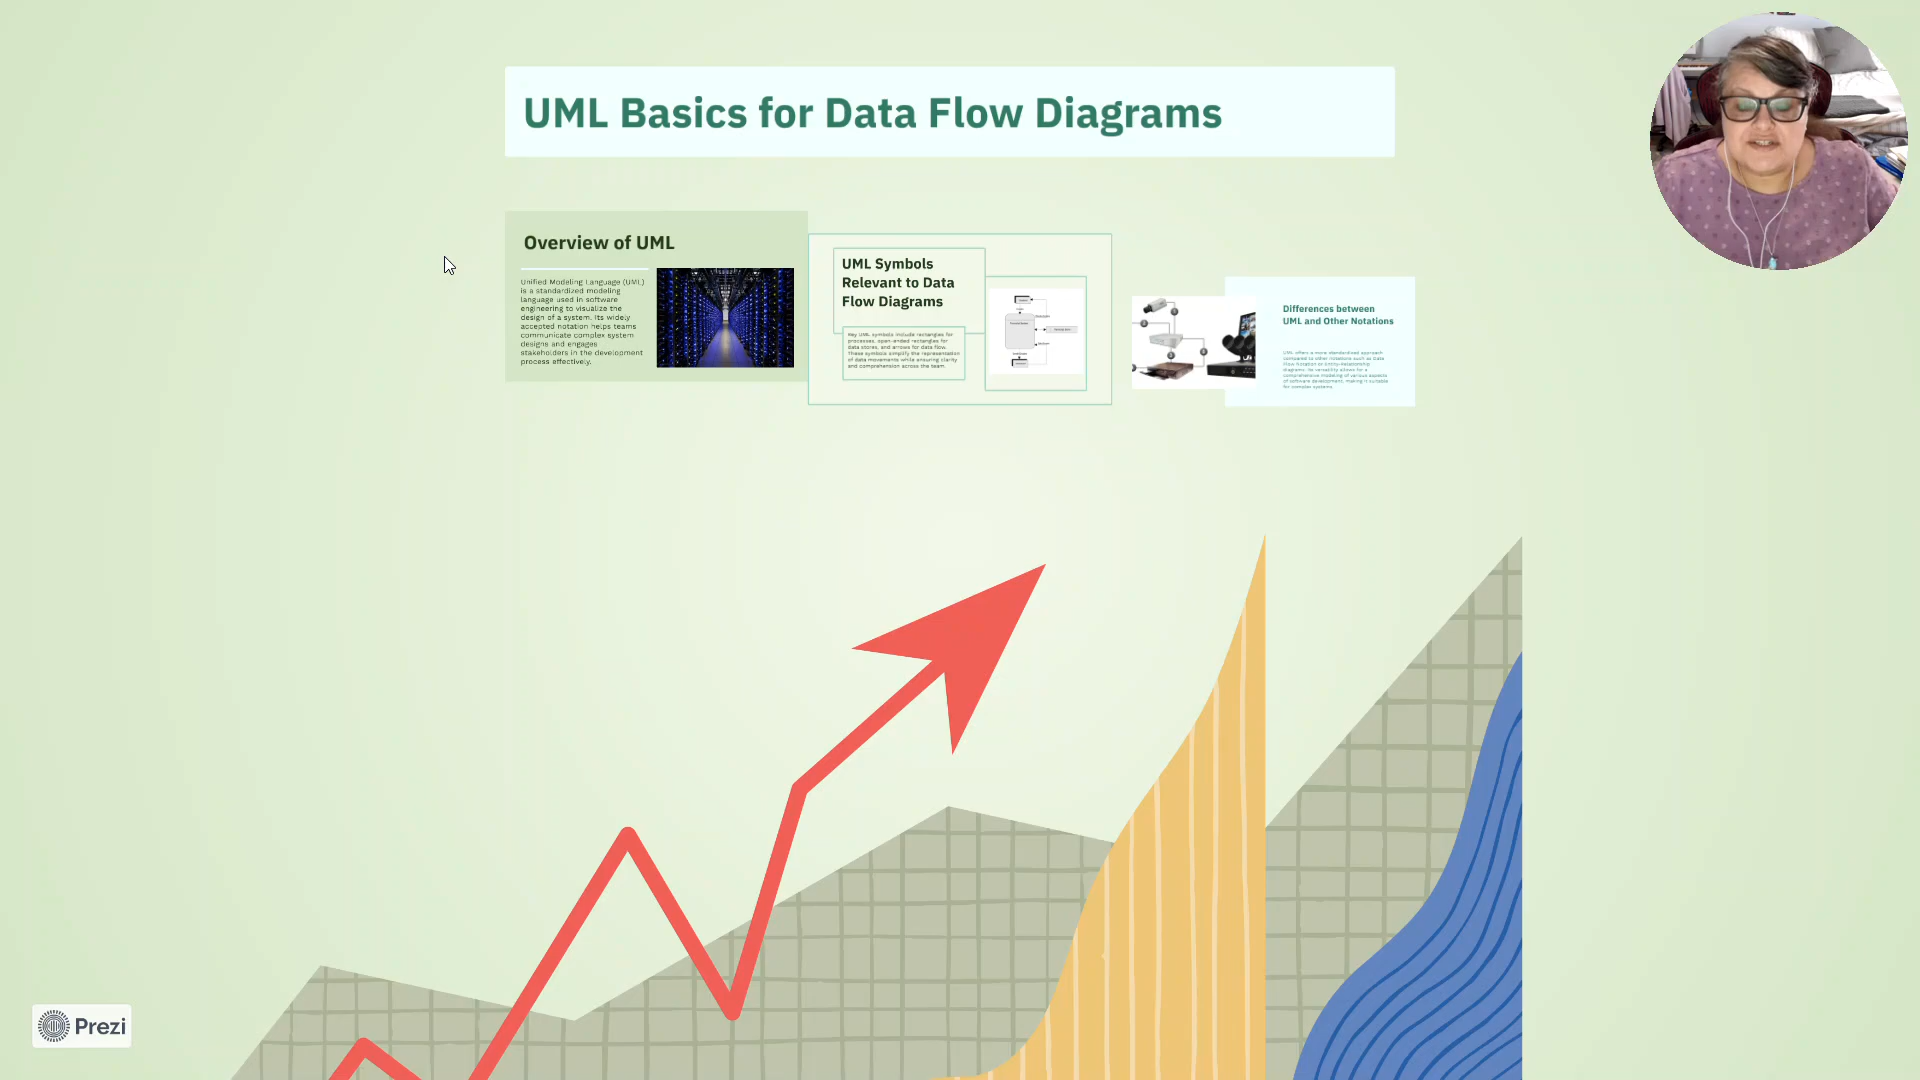 UML Basics for Data Flow Diagrams
Overview of UML
Unified Modeling Language (UML)
is a standardized modeling
language used in software
engineering to visualize the
design of a system. Its widely
accepted notation helps teams
communicate complex system
designs and engages
stakeholders in the development
process effectively.
UML Symbols
Relevant to Data
Flow Diagrams
Key UML symbols include rectangles for
processes, open-ended rectangles for
data stores, and arrows for data flow.
These symbols simplify the representation
of data movements while ensuring clarity
and comprehension across the team.
Differences between
UML and Other Notations
UML offers a more standardized approach
compared to other notations such as Data
Flow Notation or Entity-Relationship
diagrams. Its versatility allows for a
comprehensive modeling of various aspects
of software development, making it suitable
for complex systems.
Prezi